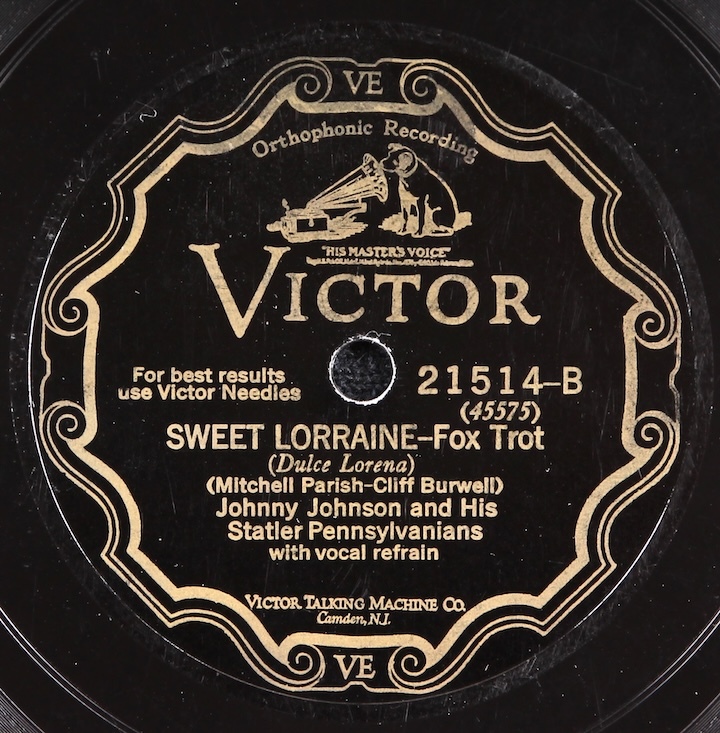 VE
Orthophonic Recording
"HIS MASTER'S VOICE"
VICTOR
For best results
use Victor Needles
21514-B
(45575)
SWEET LORRAINE-Fox Trot
(Dulce Lorena)
(Mitchell Parish-Cliff Burwell)
Johnny Johnson and His
Statler Pennsylvanians
with vocal refrain
VICTOR TALKING MACHINE CO.
Camden, N.J.
VE